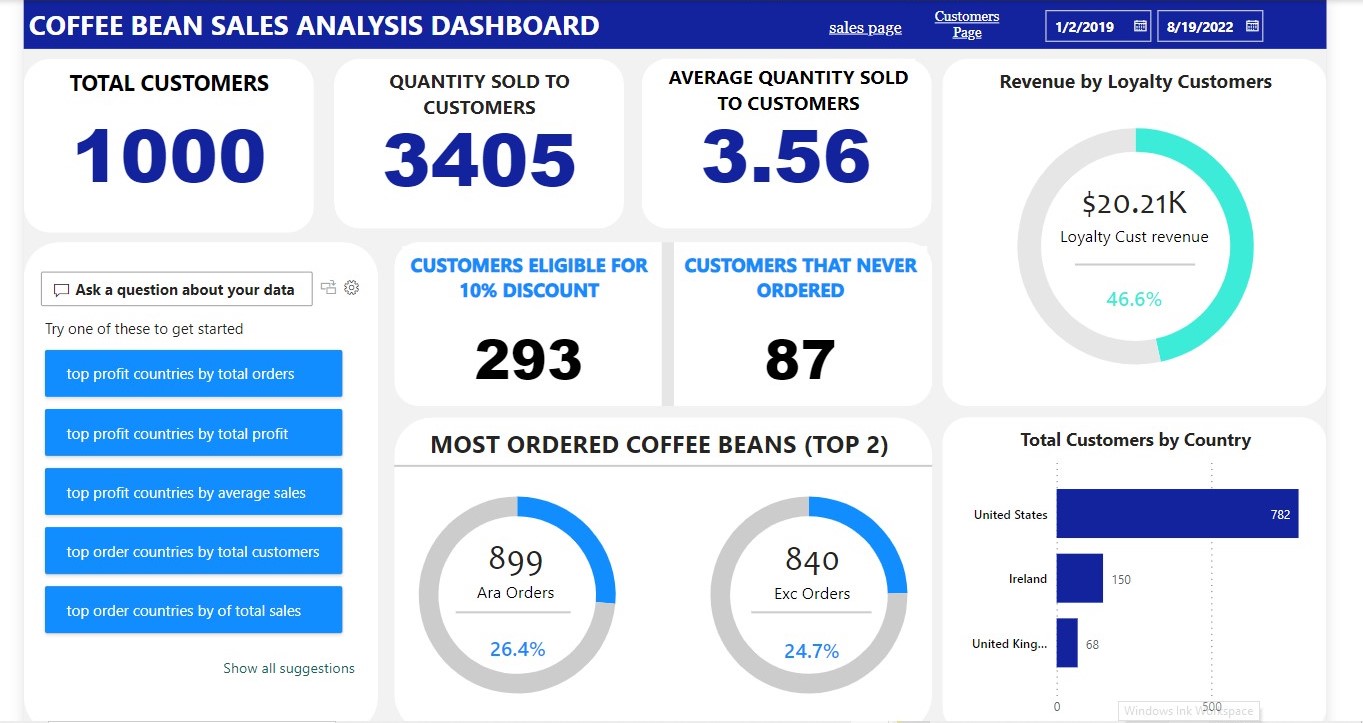 COFFEE BEAN SALES ANALYSIS DASHBOARD
sales page
Customers
Page
1/2/2019
8/19/2022
TOTAL CUSTOMERS
1000
QUANTITY SOLD TO
CUSTOMERS
3405
AVERAGE QUANTITY SOLD
TO CUSTOMERS
3.56
Revenue by Loyalty Customers
$20.21K
Loyalty Cust revenue
46.6%
Ask a question about your data
Try one of these to get started
top profit countries by total orders
top profit countries by total profit
top profit countries by average sales
top order countries by total customers
top order countries by of total sales
Show all suggestions
CUSTOMERS ELIGIBLE FOR
10% DISCOUNT
293
CUSTOMERS THAT NEVER
ORDERED
87
MOST ORDERED COFFEE BEANS (TOP 2)
899
Ara Orders
26.4%
840
Exc Orders
24.7%
Total Customers by Country
United States
782
Ireland
150
United King...
68
0
500
Windows Ink Workspace